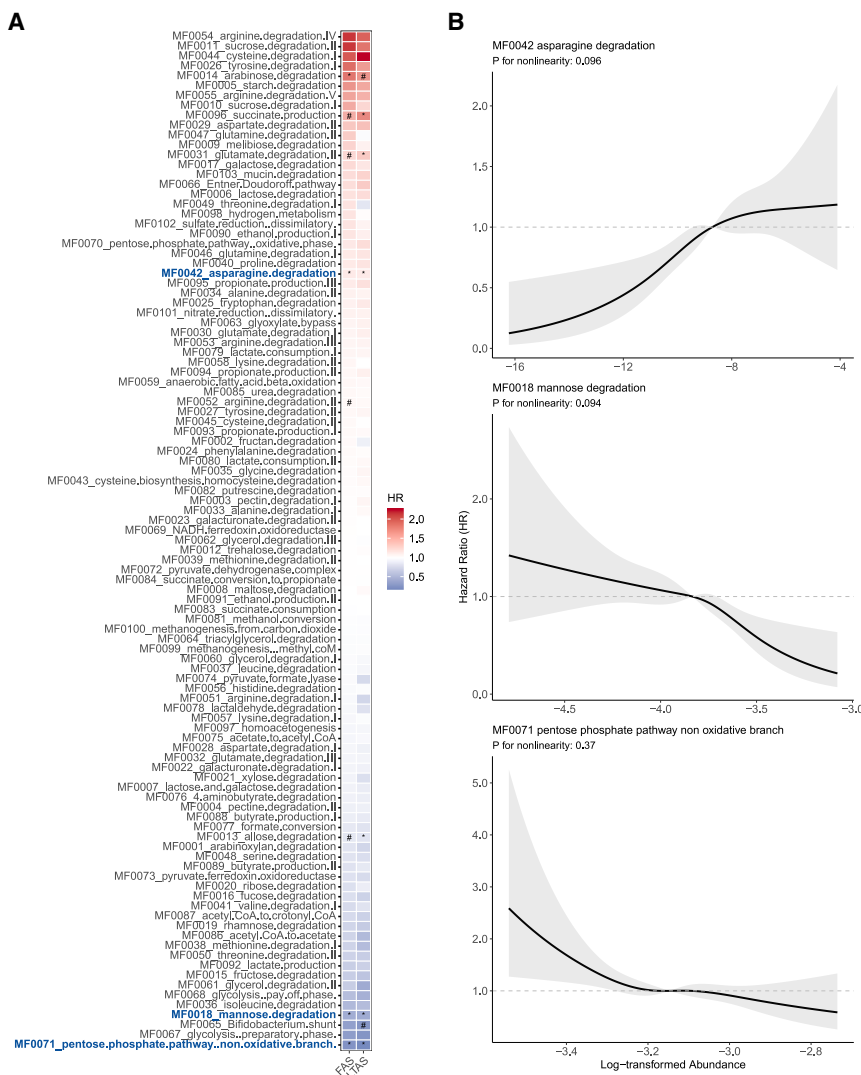 A
MF0054_arginine.degradation.IV
MF0011_sucrose.degradation.II
MF0044_cysteine.degradation.I
MF0026_tyrosine.degradation.I
MF0014_arabinose.degradation
* #
MF0005_starch.degradation
MF0055_arginine.degradation.V
MF0010_sucrose.degradation.I
MF0096_succinate.production
# *
MF0029_aspartate.degradation.II
MF0047_glutamine.degradation.II
MF0009_melibiose.degradation
MF0031_glutamate.degradation.II
# *
MF0017_galactose.degradation
MF0103_mucin.degradation
MF0066_Entner.Doudoroff.pathway
MF0006_lactose.degradation
MF0049_threonine.degradation.I
MF0098_hydrogen.metabolism
MF0102_sulfate.reduction..dissimilatory.
MF0090_ethanol.production.I
MF0070_pentose.phosphate.pathway..oxidative.phase.
MF0046_glutamine.degradation.I
MF0040_proline.degradation
MF0042_asparagine.degradation
* *
MF0095_propionate.production.III
MF0034_alanine.degradation.II
MF0025_tryptophan.degradation
MF0101_nitrate.reduction..dissimilatory.
MF0063_glyoxylate.bypass
MF0030_glutamate.degradation.I
MF0053_arginine.degradation.III
MF0079_lactate.consumption.I
MF0058_lysine.degradation.II
MF0094_propionate.production.II
MF0059_anaerobic.fatty.acid.beta.oxidation
MF0085_urea.degradation
MF0052_arginine.degradation.II
#
MF0027_tyrosine.degradation.II
MF0045_cysteine.degradation.II
MF0093_propionate.production.I
MF0002_fructan.degradation
MF0024_phenylalanine.degradation
MF0080_lactate.consumption.II
MF0035_glycine.degradation
MF0043_cysteine.biosynthesis.homocysteine.degradation
MF0082_putrescine.degradation
MF0003_pectin.degradation.I
MF0033_alanine.degradation.I
MF0023_galacturonate.degradation.II
MF0069_NADH.ferredoxin.oxidoreductase
MF0062_glycerol.degradation.III
MF0012_trehalose.degradation
MF0039_methionine.degradation.II
MF0072_pyruvate.dehydrogenase.complex
MF0084_succinate.conversion.to.propionate
MF0008_maltose.degradation
MF0091_ethanol.production.II
MF0083_succinate.consumption
MF0081_methanol.conversion
MF0100_methanogenesis.from.carbon.dioxide
MF0064_triacylglycerol.degradation
MF0099_methanogenesis...methyl.coM
MF0060_glycerol.degradation.I
MF0037_leucine.degradation
MF0074_pyruvate.formate.lyase
MF0056_histidine.degradation
MF0051_arginine.degradation.I
MF0078_lactaldehyde.degradation
MF0057_lysine.degradation.I
MF0097_homoacetogenesis
MF0075_acetate.to.acetyl.CoA
MF0028_aspartate.degradation.I
MF0032_glutamate.degradation.III
MF0022_galacturonate.degradation.I
MF0021_xylose.degradation
MF0007_lactose.and.galactose.degradation
MF0076_4.aminobutyrate.degradation
MF0004_pectine.degradation.II
MF0088_butyrate.production.I
MF0077_formate.conversion
MF0013_allose.degradation
# *
MF0001_arabinoxylan.degradation
MF0048_serine.degradation
MF0089_butyrate.production.II
MF0073_pyruvate.ferredoxin.oxidoreductase
MF0020_ribose.degradation
MF0016_fucose.degradation
MF0041_valine.degradation.I
MF0087_acetyl.CoA.to.crotonyl.CoA
MF0019_rhamnose.degradation
MF0086_acetyl.CoA.to.acetate
MF0038_methionine.degradation.I
MF0050_threonine.degradation.II
MF0092_lactate.production
MF0015_fructose.degradation
MF0061_glycerol.degradation.II
MF0068_glycolysis..pay.off.phase.
MF0036_isoleucine.degradation
MF0018_mannose.degradation
* *
MF0065_Bifidobacterium.shunt
#
MF0067_glycolysis..preparatory.phase.
MF0071_pentose.phosphate.pathway..non.oxidative.branch.
* *
FAS
TAS
HR
2.0
1.5
1.0
0.5
B
MF0042 asparagine degradation
P for nonlinearity: 0.096
2.0
1.5
1.0
0.5
0.0
−16 −12 −8 −4
MF0018 mannose degradation
P for nonlinearity: 0.094
Hazard Ratio (HR)
2.0
1.0
0.0
−4.5 −4.0 −3.5 −3.0
MF0071 pentose phosphate pathway non oxidative branch
P for nonlinearity: 0.37
5.0
4.0
3.0
2.0
1.0
0.0
−3.4 −3.2 −3.0 −2.8
Log−transformed Abundance